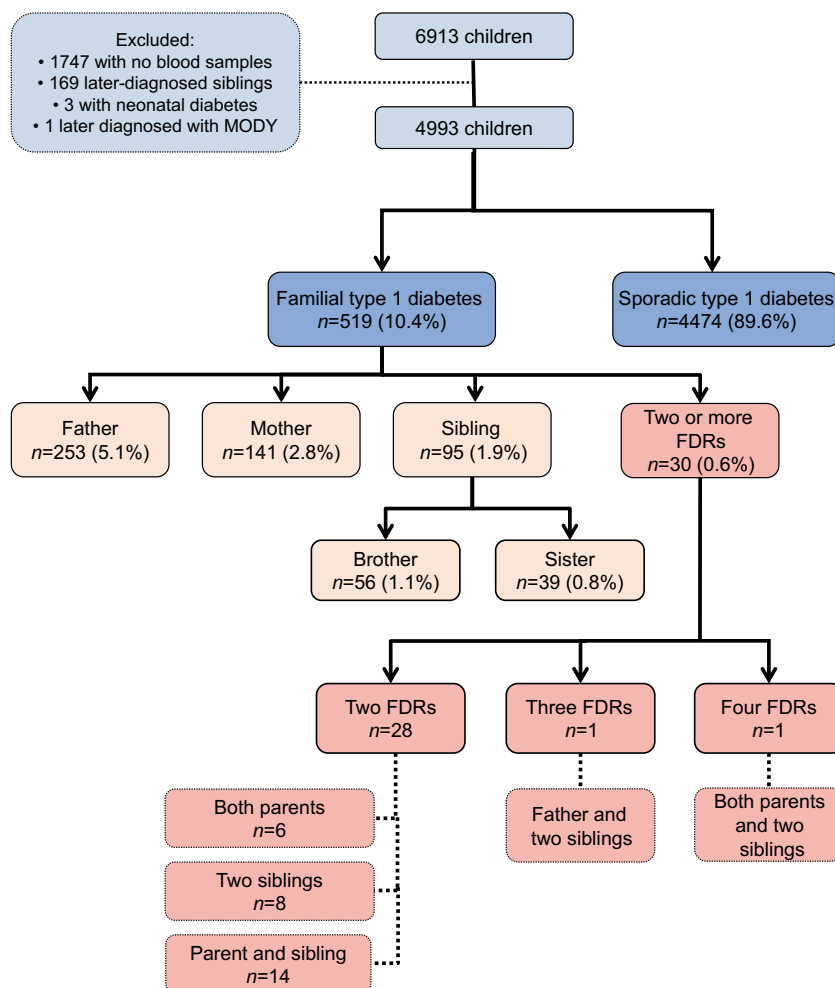 Excluded:
• 1747 with no blood samples
• 169 later-diagnosed siblings
• 3 with neonatal diabetes
• 1 later diagnosed with MODY
6913 children
4993 children
Familial type 1 diabetes
n=519 (10.4%)
Sporadic type 1 diabetes
n=4474 (89.6%)
Father
n=253 (5.1%)
Mother
n=141 (2.8%)
Sibling
n=95 (1.9%)
Two or more
FDRs
n=30 (0.6%)
Brother
n=56 (1.1%)
Sister
n=39 (0.8%)
Two FDRs
n=28
Three FDRs
n=1
Four FDRs
n=1
Both parents
n=6
Two siblings
n=8
Parent and sibling
n=14
Father and
two siblings
Both parents
and two
siblings